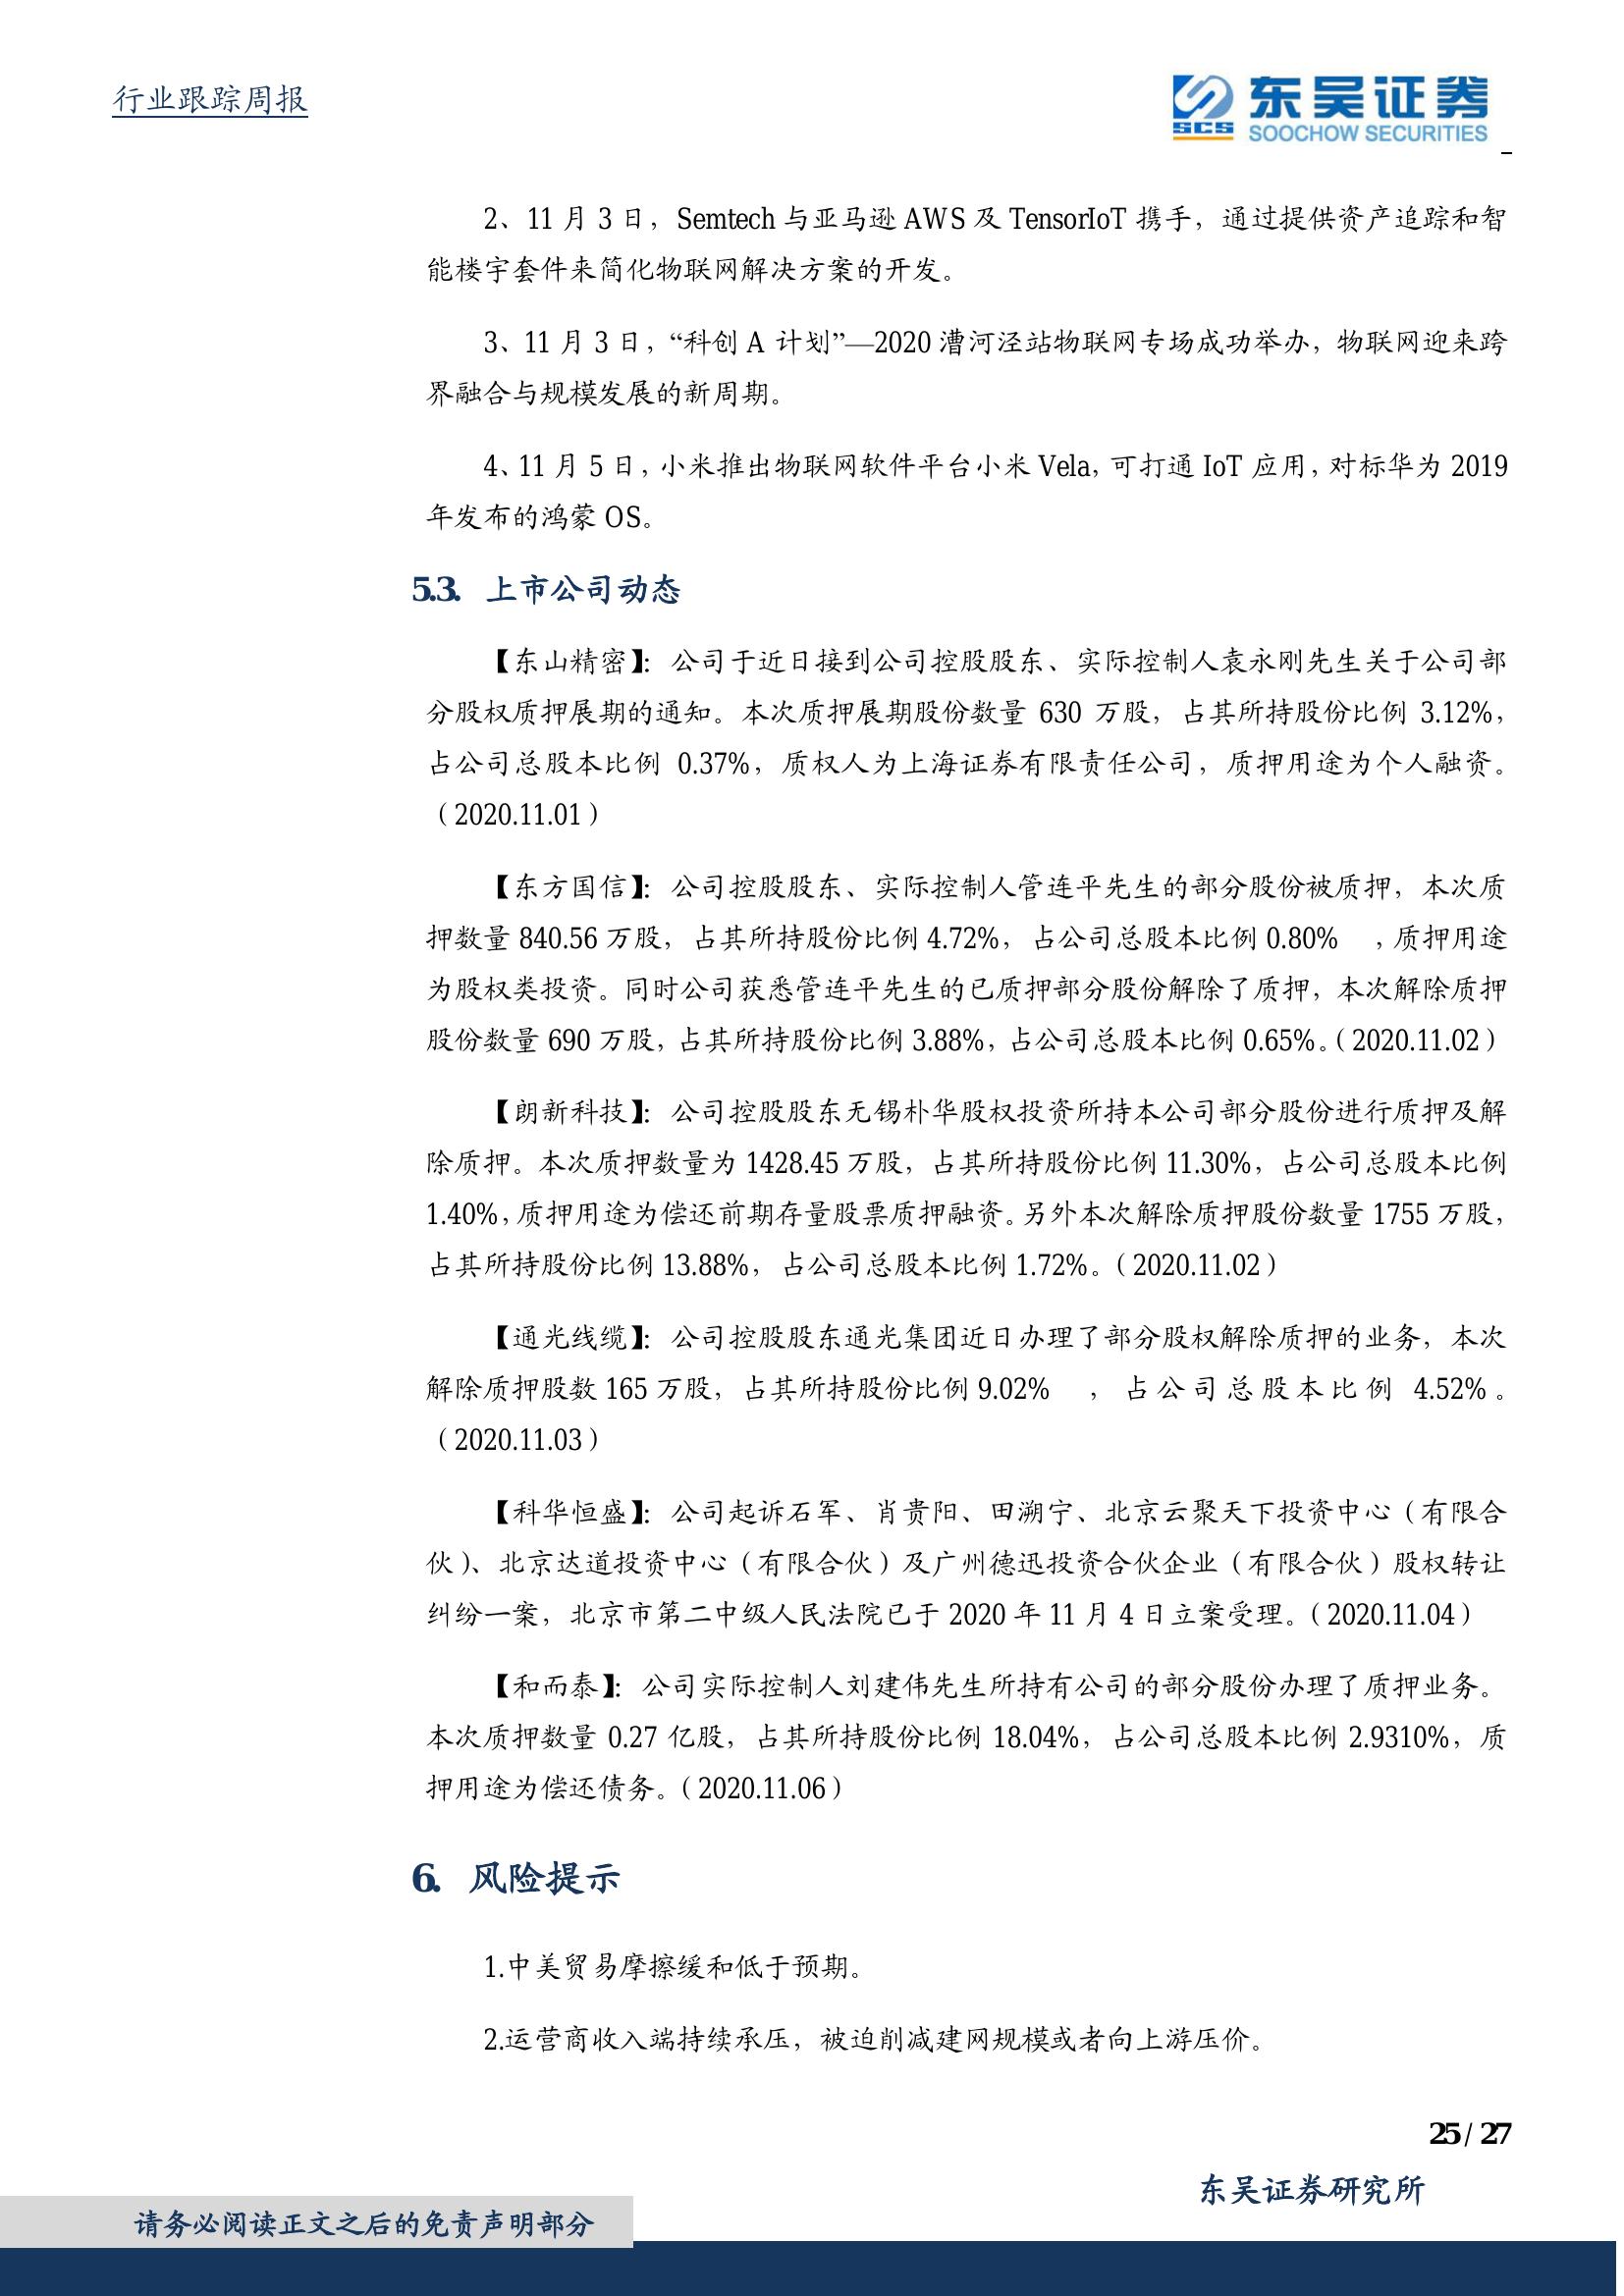 行业跟踪周报
SCS
东吴证券
SOOCHOW SECURITIES
2、11 月 3 日，Semtech 与亚马逊 AWS 及 TensorIoT 携手，通过提供资产追踪和智
能楼宇套件来简化物联网解决方案的开发。
3、11 月 3 日，“科创 A 计划”—2020 漕河泾站物联网专场成功举办，物联网迎来跨
界融合与规模发展的新周期。
4、11 月 5 日，小米推出物联网软件平台小米 Vela，可打通 IoT 应用，对标华为 2019
年发布的鸿蒙 OS。
5.3. 上市公司动态
【东山精密】：公司于近日接到公司控股股东、实际控制人袁永刚先生关于公司部
分股权质押展期的通知。本次质押展期股份数量 630 万股，占其所持股份比例 3.12%，
占公司总股本比例 0.37%，质权人为上海证券有限责任公司，质押用途为个人融资。
（2020.11.01）
【东方国信】：公司控股股东、实际控制人管连平先生的部分股份被质押，本次质
押数量 840.56 万股，占其所持股份比例 4.72%，占公司总股本比例 0.80% ，质押用途
为股权类投资。同时公司获悉管连平先生的已质押部分股份解除了质押，本次解除质押
股份数量 690 万股，占其所持股份比例 3.88%，占公司总股本比例 0.65%。（2020.11.02）
【朗新科技】：公司控股股东无锡朴华股权投资所持本公司部分股份进行质押及解
除质押。本次质押数量为 1428.45 万股，占其所持股份比例 11.30%，占公司总股本比例
1.40%，质押用途为偿还前期存量股票质押融资。另外本次解除质押股份数量 1755 万股，
占其所持股份比例 13.88%，占公司总股本比例 1.72%。（2020.11.02）
【通光线缆】：公司控股股东通光集团近日办理了部分股权解除质押的业务，本次
解除质押股数 165 万股，占其所持股份比例 9.02% ，占公司总股本比例 4.52%。
（2020.11.03）
【科华恒盛】：公司起诉石军、肖贵阳、田溯宁、北京云聚天下投资中心（有限合
伙）、北京达道投资中心（有限合伙）及广州德迅投资合伙企业（有限合伙）股权转让
纠纷一案，北京市第二中级人民法院已于 2020 年 11 月 4 日立案受理。（2020.11.04）
【和而泰】：公司实际控制人刘建伟先生所持有公司的部分股份办理了质押业务。
本次质押数量 0.27 亿股，占其所持股份比例 18.04%，占公司总股本比例 2.9310%，质
押用途为偿还债务。（2020.11.06）
6. 风险提示
1.中美贸易摩擦缓和低于预期。
2.运营商收入端持续承压，被迫削减建网规模或者向上游压价。
25 / 27
东吴证券研究所
请务必阅读正文之后的免责声明部分